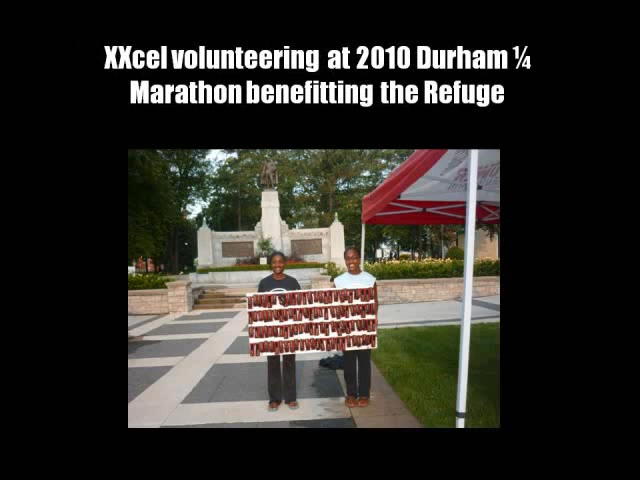 XXcel volunteering at 2010 Durham ¼
Marathon benefitting the Refuge